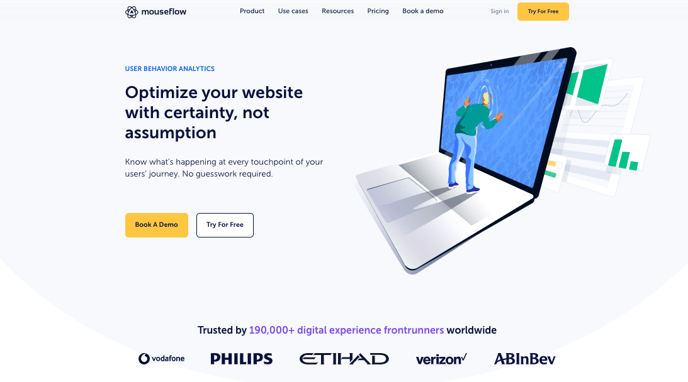 mouseflow
Product Use cases Resources Pricing Book a demo
Sign in
Try For Free
USER BEHAVIOR ANALYTICS
Optimize your website
with certainty, not
assumption
Know what's happening at every touchpoint of your
users' journey. No guesswork required.
Book A Demo
Try For Free
Trusted by 190,000+ digital experience frontrunners worldwide
vodafone
PHILIPS
ETIHAD
verizon✓
ABInBev